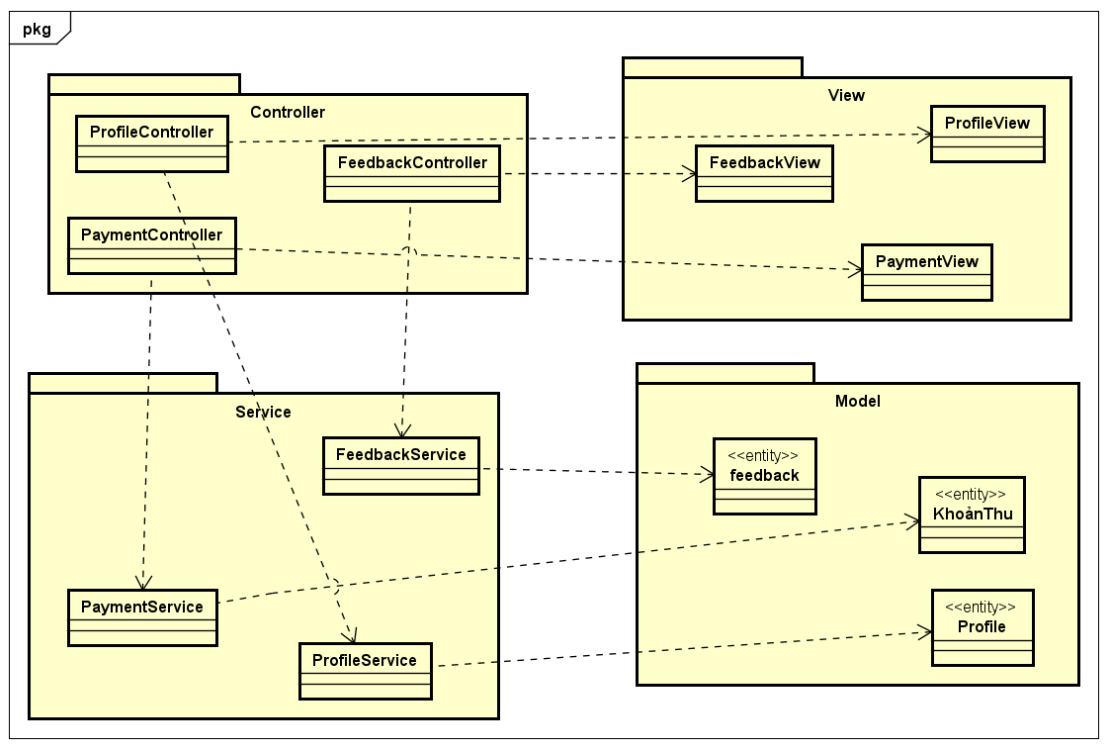 pkg
Controller
ProfileController
FeedbackController
PaymentController
View
ProfileView
FeedbackView
PaymentView
Service
FeedbackService
PaymentService
ProfileService
Model
<<entity>>
feedback
<<entity>>
KhoảnThu
<<entity>>
Profile